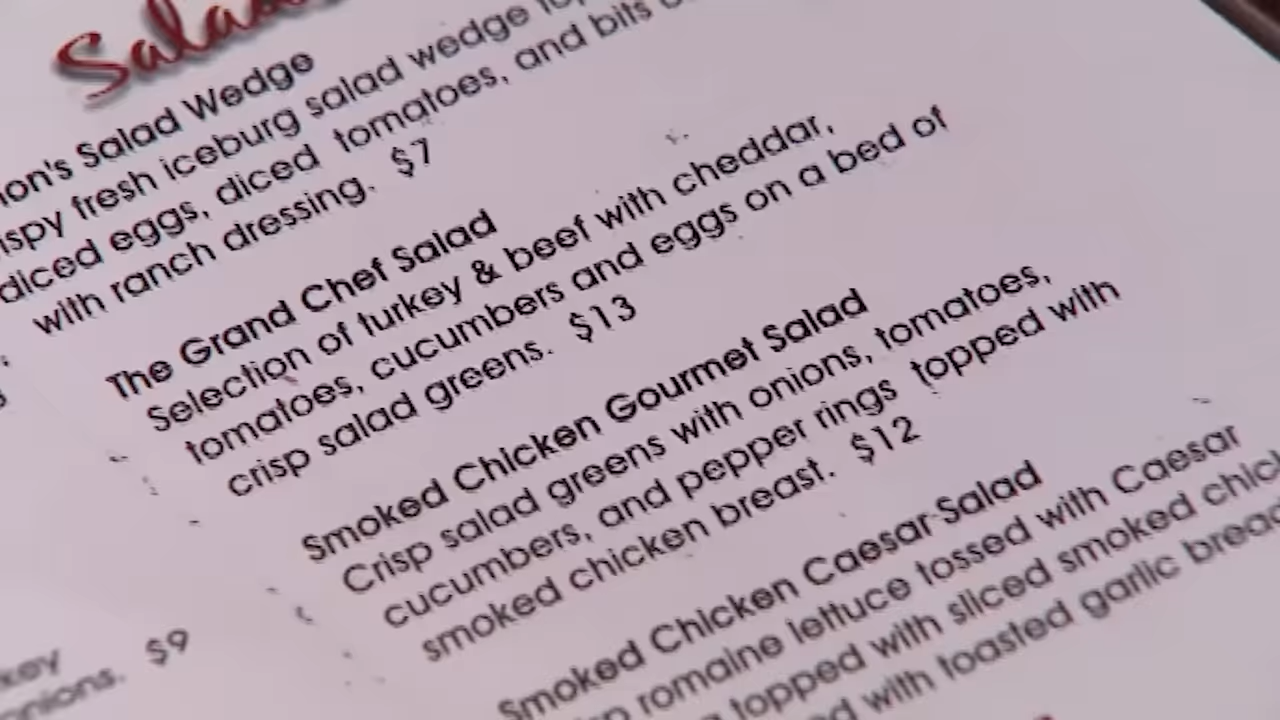 Salad
on's Salad Wedge
spy fresh iceburg salad wedge
diced eggs, diced tomatoes, and bits
with ranch dressing. $7
The Grand Chef Salad
Selection of turkey & beef with cheddar,
tomatoes, cucumbers and eggs on a bed of
crisp salad greens. $13
Smoked Chicken Gourmet Salad
Crisp salad greens with onions, tomatoes,
cucumbers, and pepper rings topped with
smoked chicken breast. $12
Smoked Chicken Caesar Salad
romaine lettuce tossed with Caesar
topped with sliced smoked
with toasted garlic
key
onions. $9